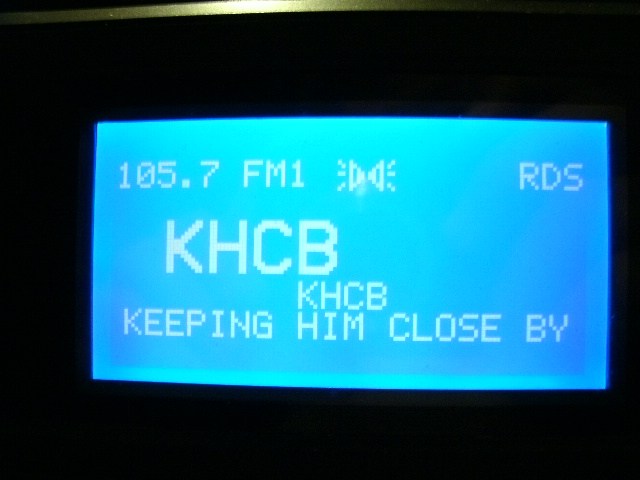 105.7 FM1 RDS
KHCB
KHCB
KEEPING HIM CLOSE BY